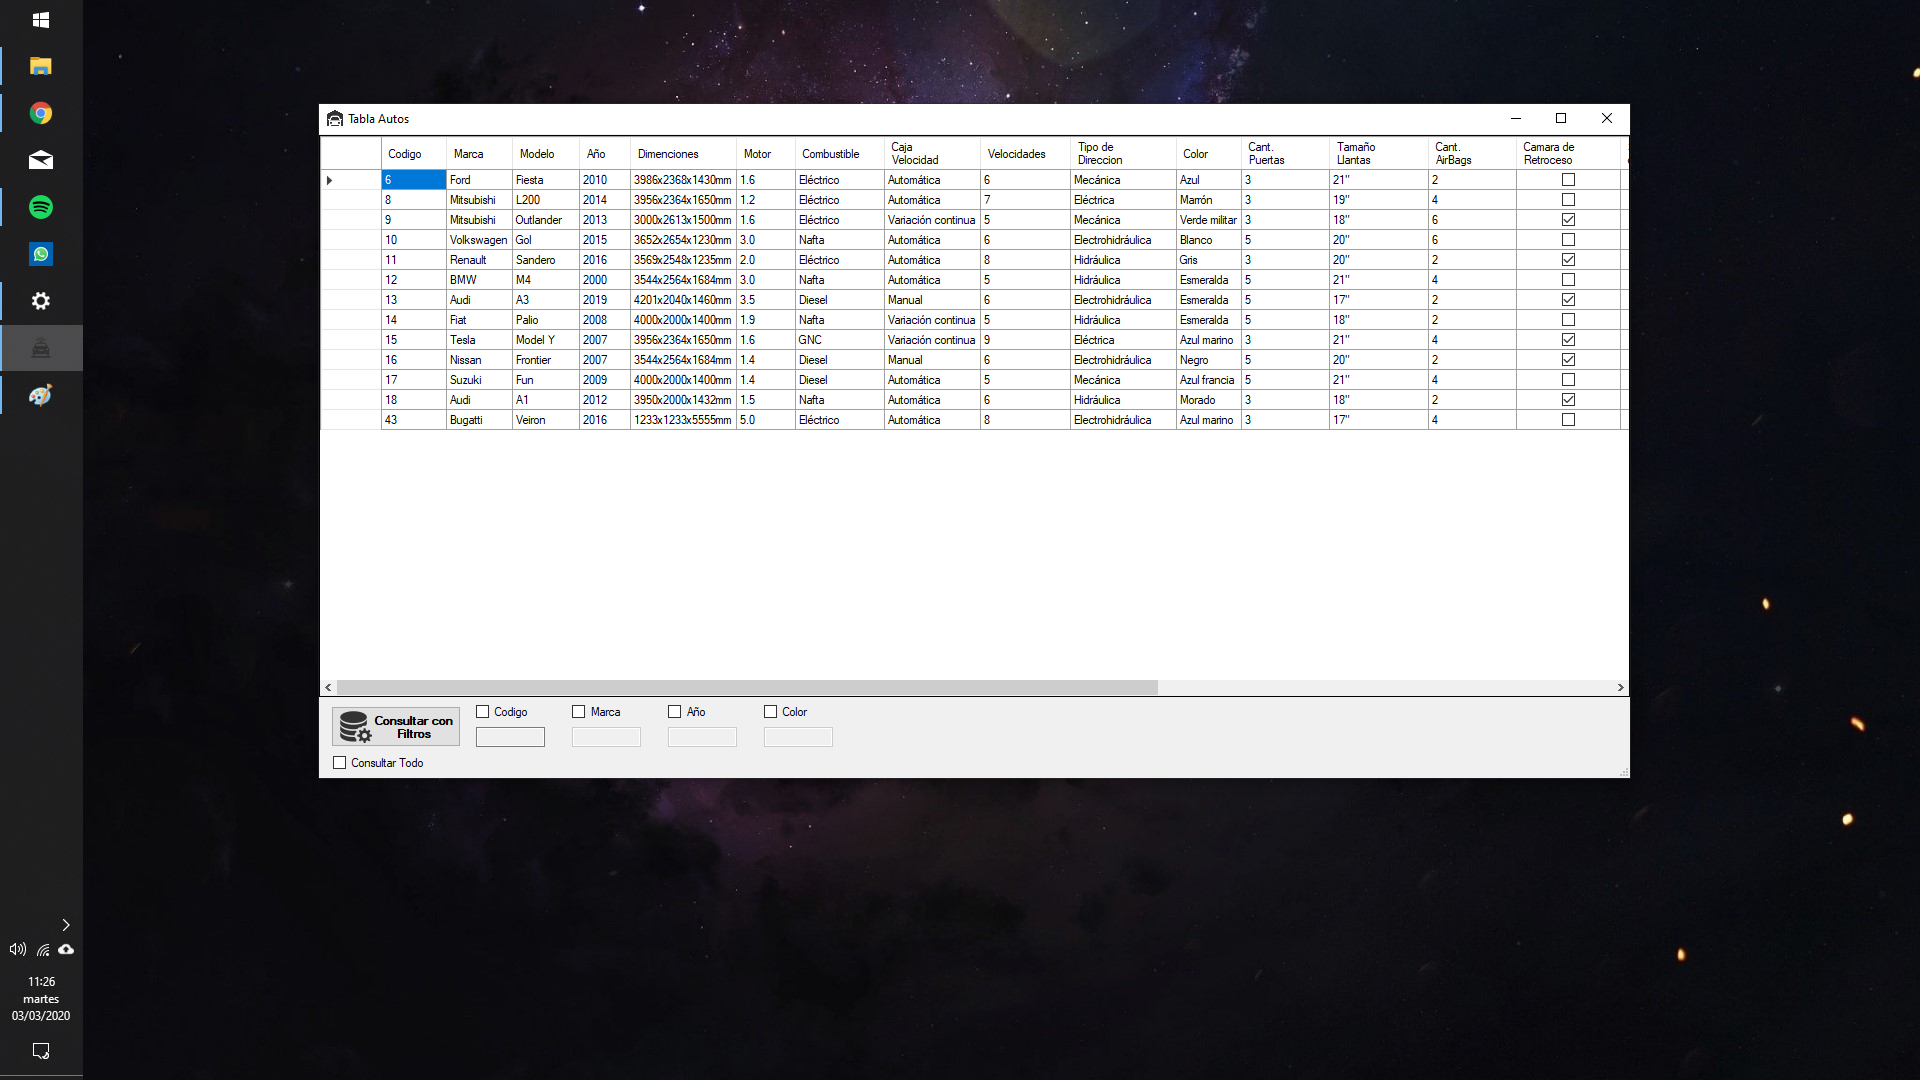 Tabla Autos
Codigo Marca Modelo Año Dimenciones Motor Combustible Caja Velocidad Velocidades Tipo de Direccion Color Cant. Puertas Tamaño Llantas Cant. AirBags Camara de Retroceso
6 Ford Fiesta 2010 3986x2368x1430mm 1.6 Eléctrico Automática 6 Mecánica Azul 3 21" 2
8 Mitsubishi L200 2014 3956x2364x1650mm 1.2 Eléctrico Automática 7 Eléctrica Marrón 3 19" 4
9 Mitsubishi Outlander 2013 3000x2613x1500mm 1.6 Eléctrico Variación continua 5 Mecánica Verde militar 3 18" 6
10 Volkswagen Gol 2015 3652x2654x1230mm 3.0 Nafta Automática 6 Electrohidráulica Blanco 5 20" 6
11 Renault Sandero 2016 3569x2548x1235mm 2.0 Eléctrico Automática 8 Hidráulica Gris 3 20" 2
12 BMW M4 2000 3544x2564x1684mm 3.0 Nafta Automática 5 Hidráulica Esmeralda 5 21" 4
13 Audi A3 2019 4201x2040x1460mm 3.5 Diesel Manual 6 Electrohidráulica Esmeralda 5 17" 2
14 Fiat Palio 2008 4000x2000x1400mm 1.9 Nafta Variación continua 5 Hidráulica Esmeralda 5 18" 2
15 Tesla Model Y 2007 3956x2364x1650mm 1.6 GNC Variación continua 9 Eléctrica Azul marino 3 21" 4
16 Nissan Frontier 2007 3544x2564x1684mm 1.4 Diesel Manual 6 Electrohidráulica Negro 5 20" 2
17 Suzuki Fun 2009 4000x2000x1400mm 1.4 Diesel Automática 5 Mecánica Azul francia 5 21" 4
18 Audi A1 2012 3950x2000x1432mm 1.5 Nafta Automática 6 Hidráulica Morado 3 18" 2
43 Bugatti Veiron 2016 1233x1233x5555mm 5.0 Eléctrico Automática 8 Electrohidráulica Azul marino 3 17" 4
Consultar con Filtros
Codigo Marca Año Color
Consultar Todo
11:26
martes
03/03/2020